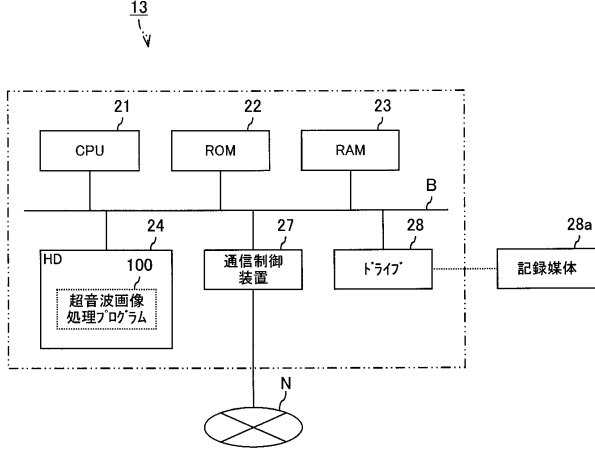 13
21
22
23
CPU
ROM
RAM
B
24
27
28
28a
HD
100
超音波画像
処理ﾌﾟﾛｸﾞﾗﾑ
通信制御
装置
ﾄﾞﾗｲﾌﾞ
記録媒体
N